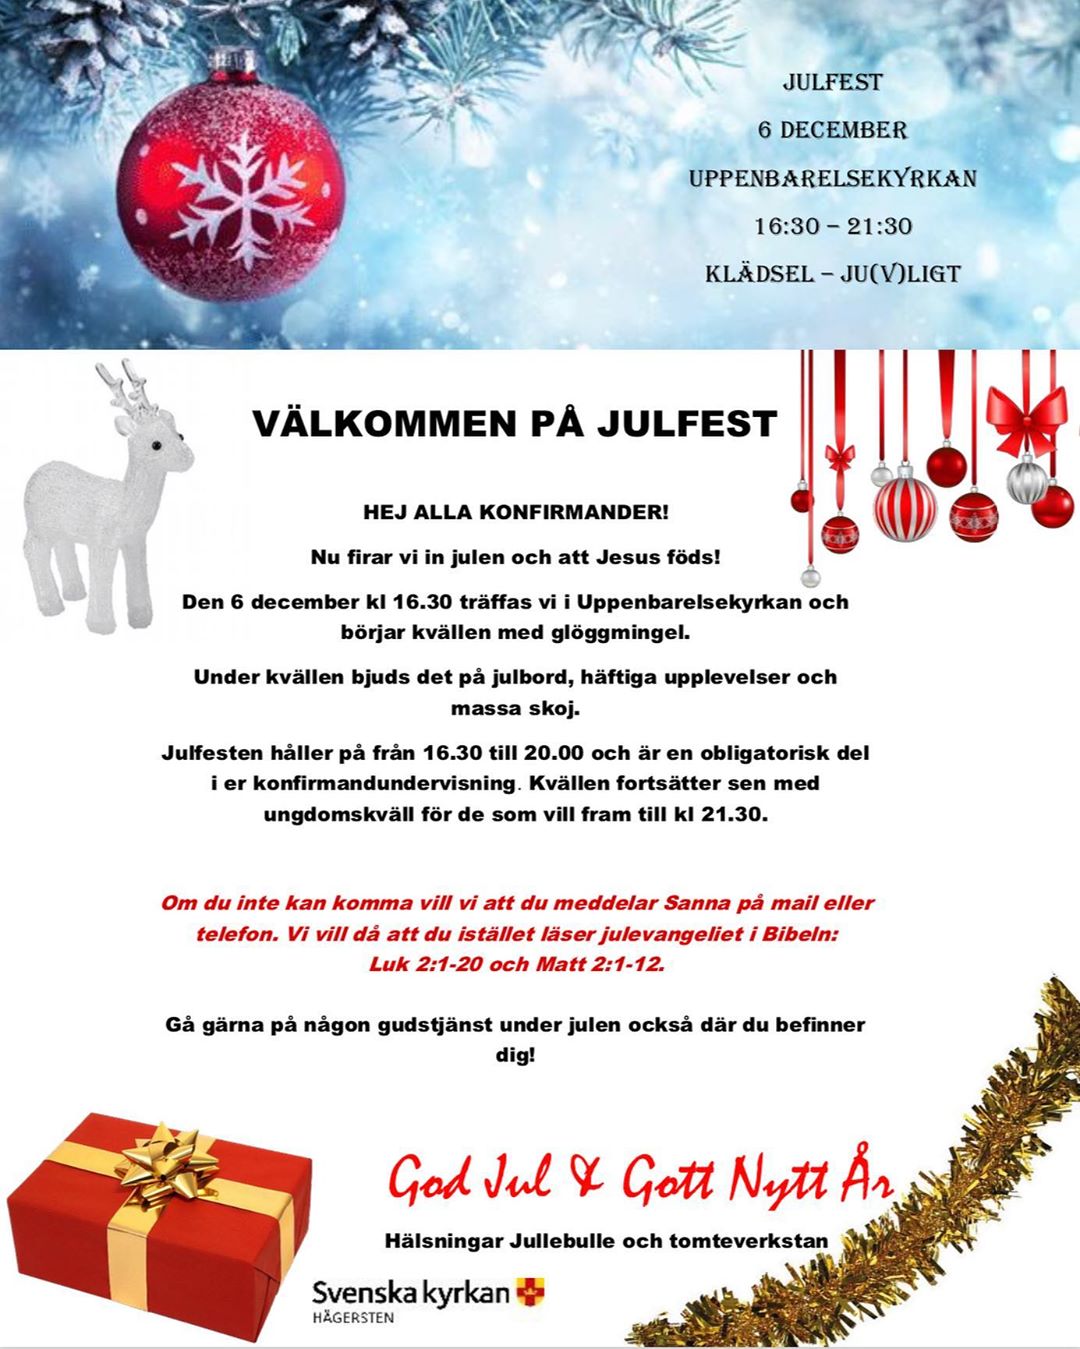 JULFEST
6 DECEMBER
UPPENBARELSEKYRKAN
16:30 – 21:30
KLÄDSEL – JU(V)LIGT
VÄLKOMMEN PÅ JULFEST
HEJ ALLA KONFIRMANDER!
Nu firar vi in julen och att Jesus föds!
Den 6 december kl 16.30 träffas vi i Uppenbarelsekyrkan och
börjar kvällen med glöggmingel.
Under kvällen bjuds det på julbord, häftiga upplevelser och
massa skoj.
Julfesten håller på från 16.30 till 20.00 och är en obligatorisk del
i er konfirmandundervisning. Kvällen fortsätter sen med
ungdomskväll för de som vill fram till kl 21.30.
Om du inte kan komma vill vi att du meddelar Sanna på mail eller
telefon. Vi vill då att du istället läser julevangeliet i Bibeln:
Luk 2:1-20 och Matt 2:1-12.
Gå gärna på någon gudstjänst under julen också där du befinner
dig!
God Jul & Gott Nytt År
Hälsningar Jullebulle och tomteverkstan
Svenska kyrkan
HÄGERSTEN